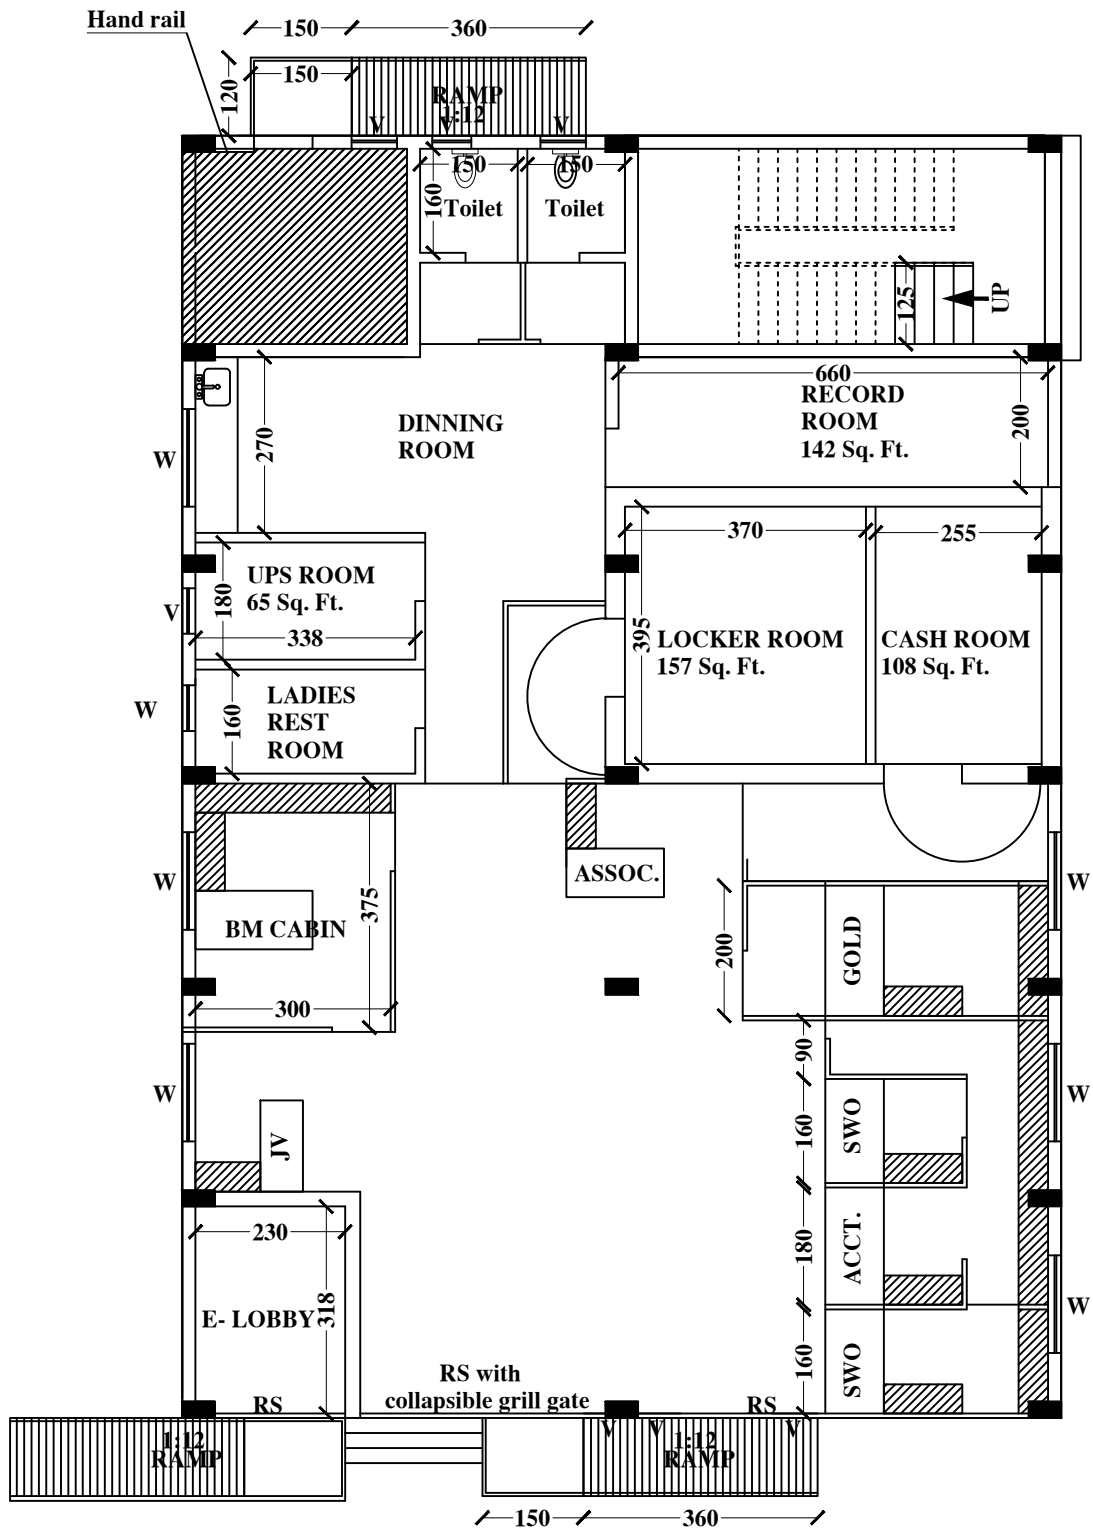 Hand rail
150
360
150
120
RAMP
1:12
V
V
V
150
150
160
Toilet
Toilet
125
UP
660
RECORD
ROOM
142 Sq. Ft.
200
DINNING
ROOM
270
W
370
255
UPS ROOM
65 Sq. Ft.
180
338
V
395
LOCKER ROOM
157 Sq. Ft.
CASH ROOM
108 Sq. Ft.
LADIES
REST
ROOM
160
W
ASSOC.
W
375
BM CABIN
300
W
200
GOLD
90
W
JV
160
SWO
W
230
180
ACCT.
E- LOBBY
318
W
160
SWO
RS with
collapsible grill gate
RS
RS
V
V
V
1:12
RAMP
1:12
RAMP
150
360